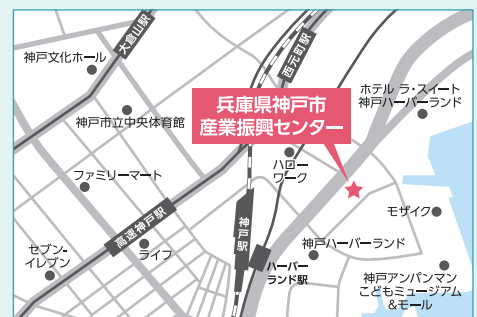 大倉山駅
神戸文化ホール
西元町駅
ホテル ラ・スイート
神戸ハーバーランド
兵庫県神戸市
産業振興センター
神戸市立中央体育館
ハロー
ワーク
ファミリーマート
モザイク
高速神戸駅
神戸駅
セブン-
イレブン
ライフ
神戸ハーバーランド
ハーバー
ランド駅
神戸アンパンマン
こどもミュージアム
&モール